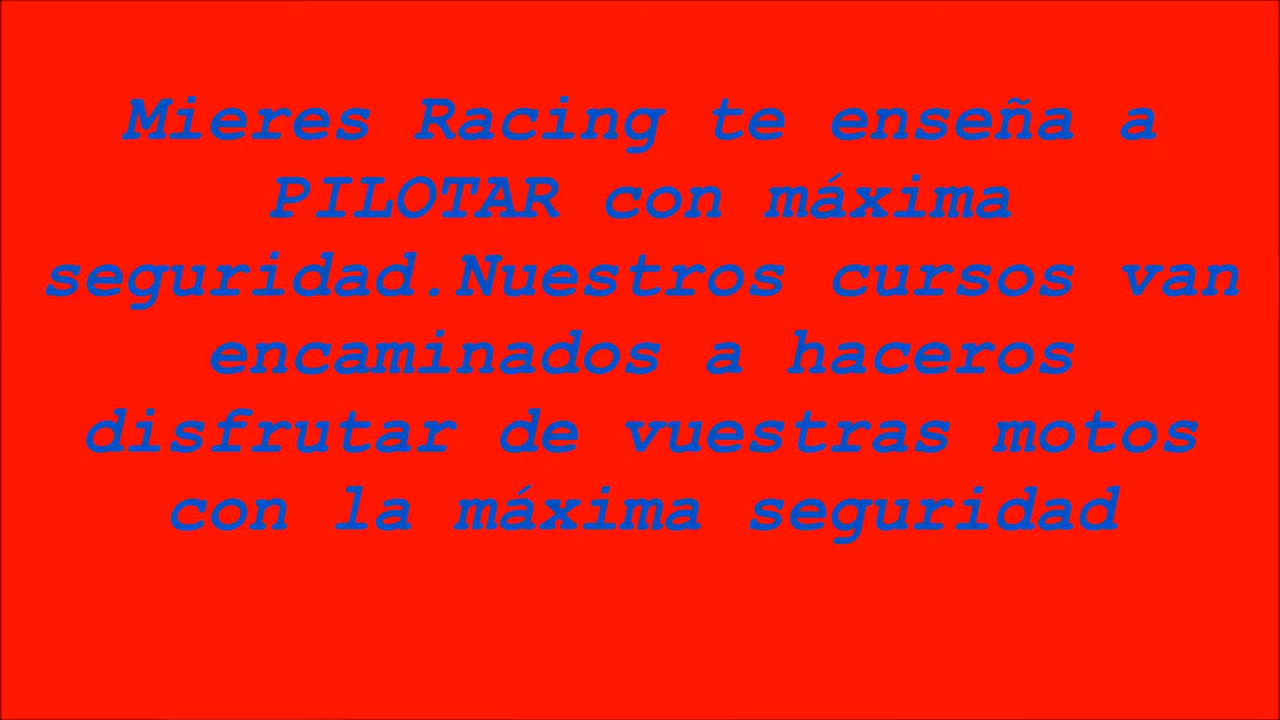 Mieres Racing te enseña a
PILOTAR con máxima
seguridad.Nuestros cursos van
encaminados a haceros
disfrutar de vuestras motos
con la máxima seguridad